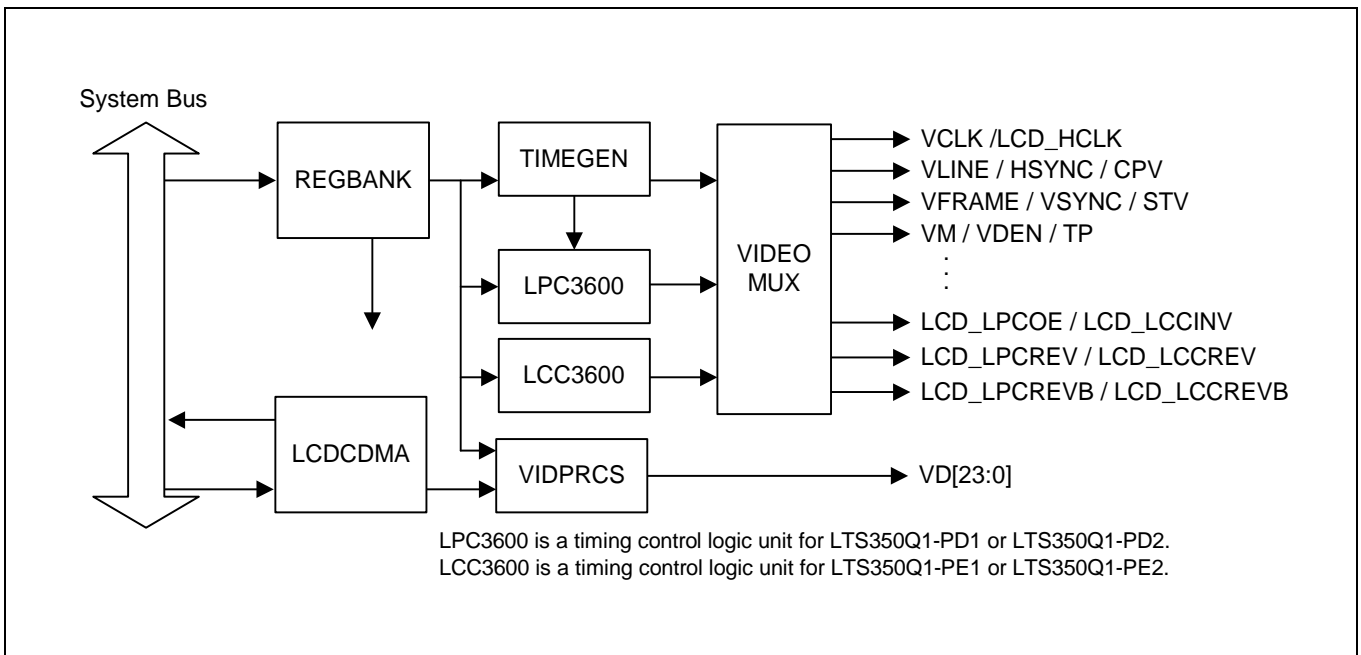 System Bus
REGBANK
TIMEGEN
LPC3600
LCC3600
LCDCDMA
VIDPRCS
VIDEO
MUX
VCLK /LCD_HCLK
VLINE / HSYNC / CPV
VFRAME / VSYNC / STV
VM / VDEN / TP
.
.
.
LCD_LPCOE / LCD_LCCINV
LCD_LPCREV / LCD_LCCREV
LCD_LPCREVB / LCD_LCCREVB
VD[23:0]
LPC3600 is a timing control logic unit for LTS350Q1-PD1 or LTS350Q1-PD2.
LCC3600 is a timing control logic unit for LTS350Q1-PE1 or LTS350Q1-PE2.